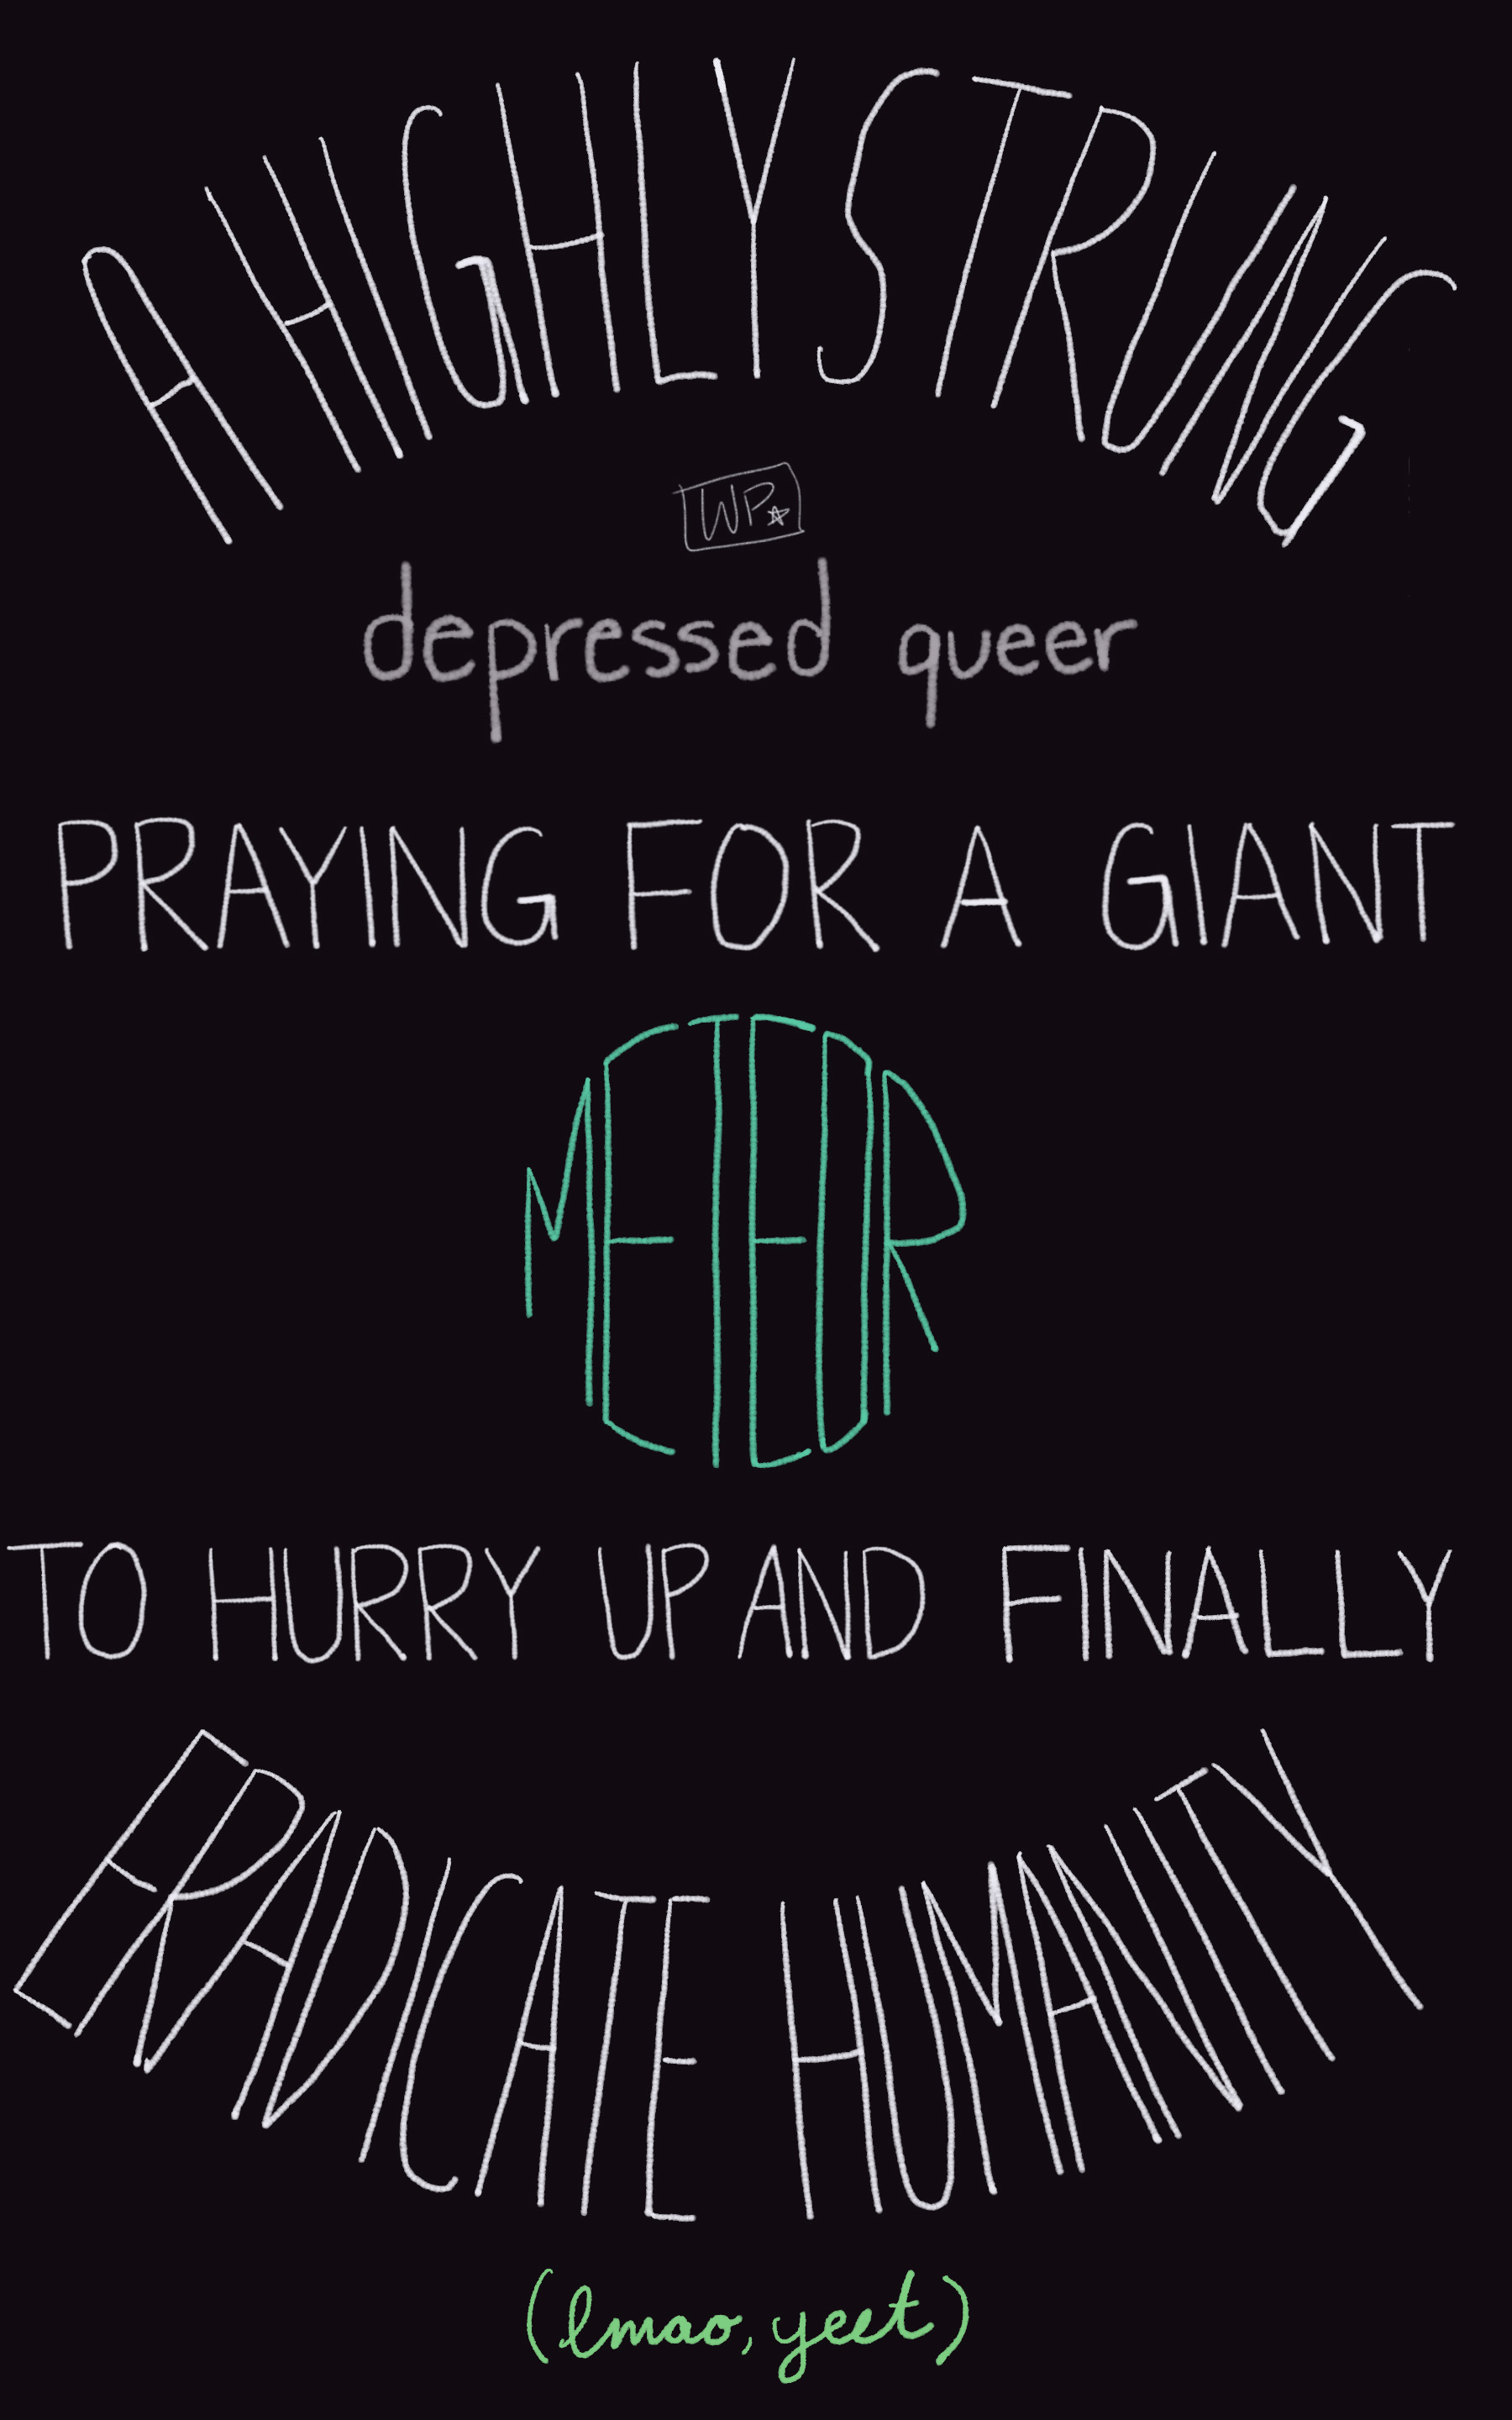 A HIGHLY STRUNG
WP
depressed queer
PRAYING FOR A GIANT
METEOR
TO HURRY UP AND FINALLY
ERADICATE HUMANITY
(lmao, yeet)